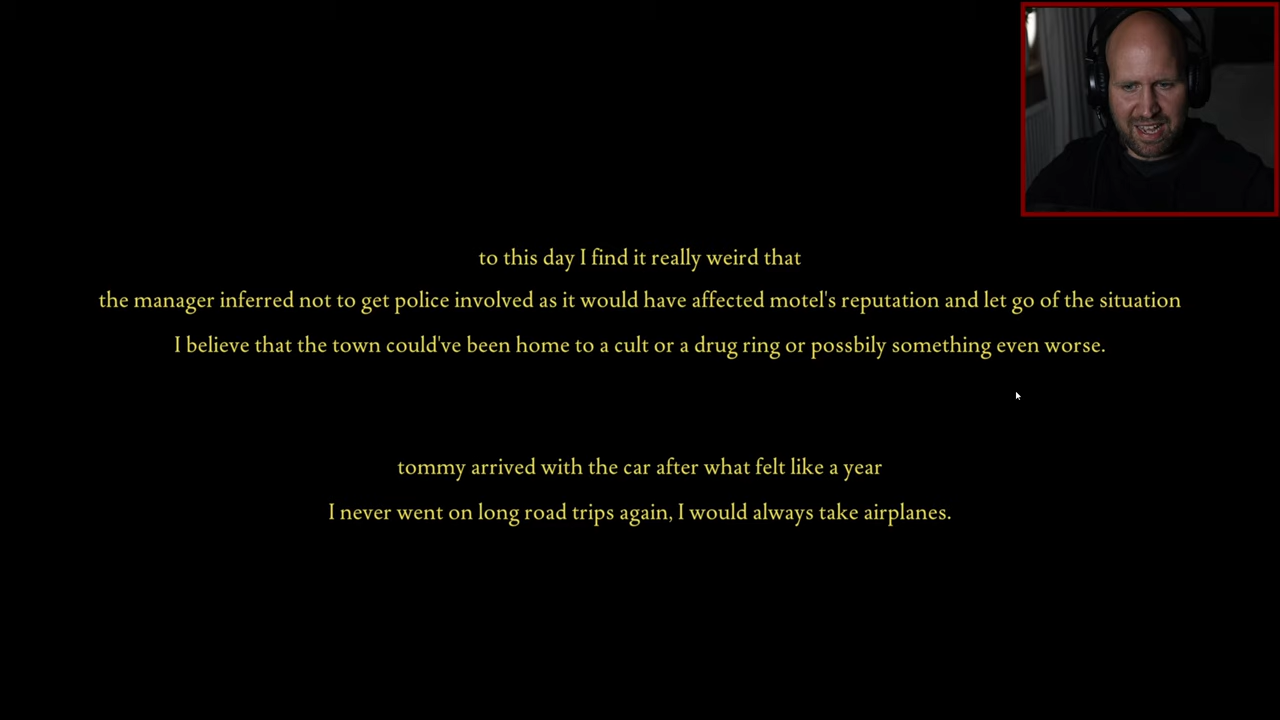 to this day I find it really weird that
the manager inferred not to get police involved as it would have affected motel's reputation and let go of the situation
I believe that the town could've been home to a cult or a drug ring or possbily something even worse.
tommy arrived with the car after what felt like a year
I never went on long road trips again, I would always take airplanes.